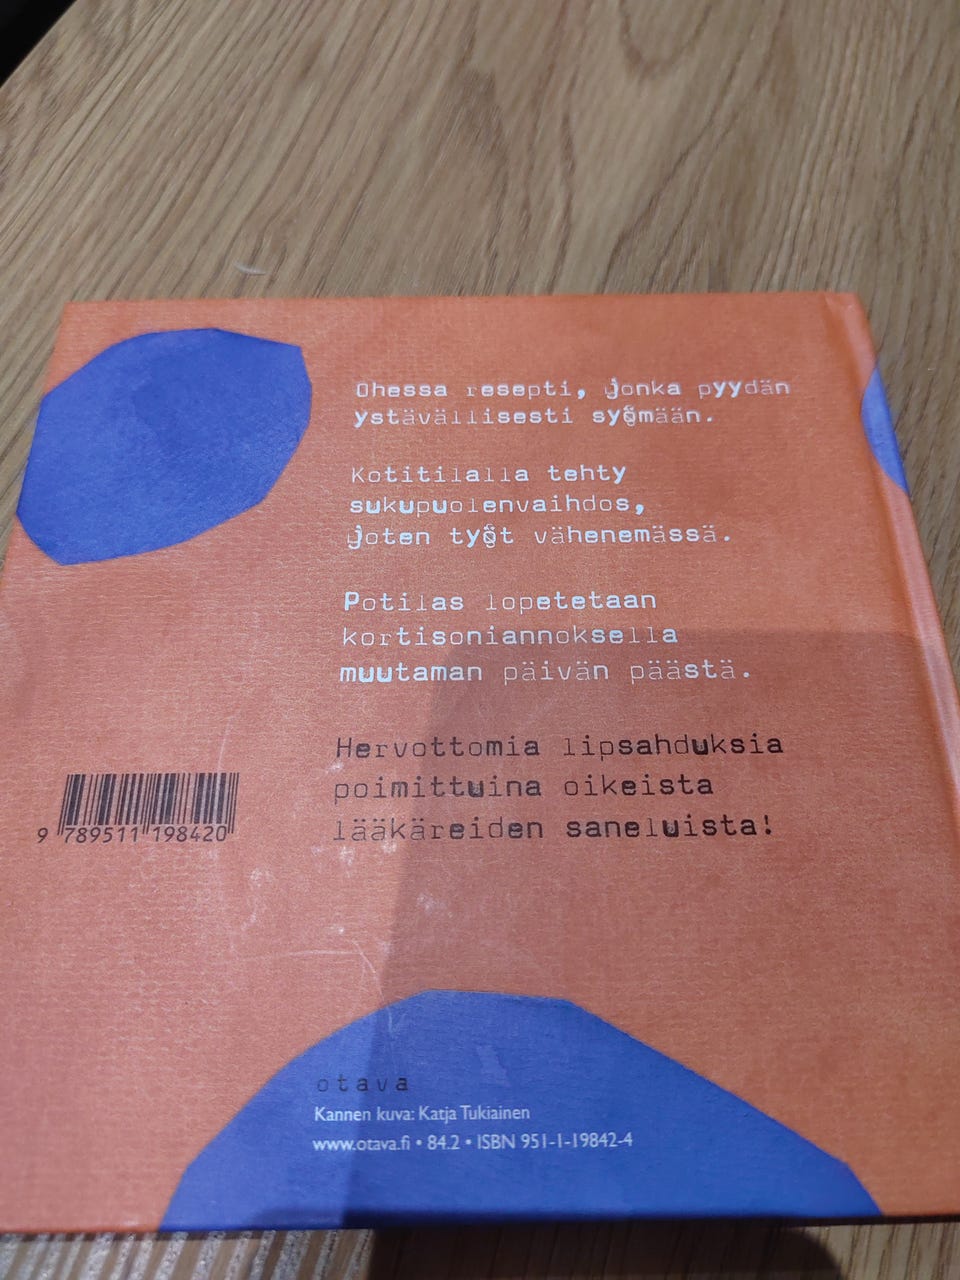 Ohessa resepti, jonka pyydän
ystävällisesti syömään.
Kotitilalla tehty
sukupuolenvaihdos,
joten työt vähenemässä.
Potilas lopetetaan
kortisoniannoksella
muutaman päivän päästä.
Hervottomia lipsahduksia
poimittuina oikeista
lääkäreiden saneluista!
9 789511 198420
otava
Kannen kuva: Katja Tukiainen
www.otava.fi • 84.2 • ISBN 951-1-19842-4